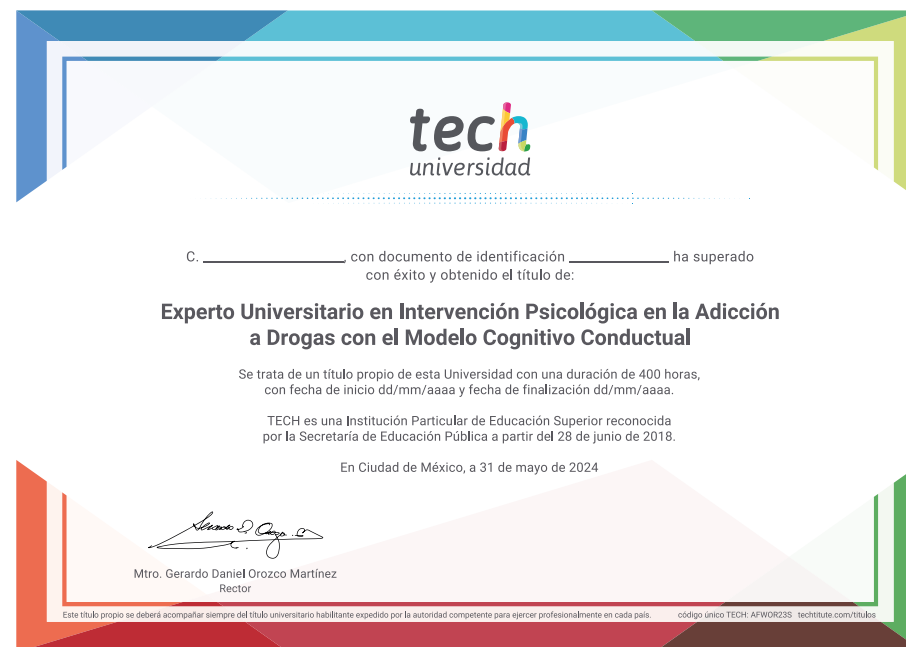 tech
universidad
C. ____________________, con documento de identificación ______________ ha superado
con éxito y obtenido el título de:
Experto Universitario en Intervención Psicológica en la Adicción
a Drogas con el Modelo Cognitivo Conductual
Se trata de un título propio de esta Universidad con una duración de 400 horas,
con fecha de inicio dd/mm/aaaa y fecha de finalización dd/mm/aaaa.
TECH es una Institución Particular de Educación Superior reconocida
por la Secretaría de Educación Pública a partir del 28 de junio de 2018.
En Ciudad de México, a 31 de mayo de 2024
Mtro. Gerardo Daniel Orozco Martínez
Rector
Este título propio se deberá acompañar siempre del título universitario habilitante expedido por la autoridad competente para ejercer profesionalmente en cada país. código único TECH: AFWOR23S techtitute.com/titulos